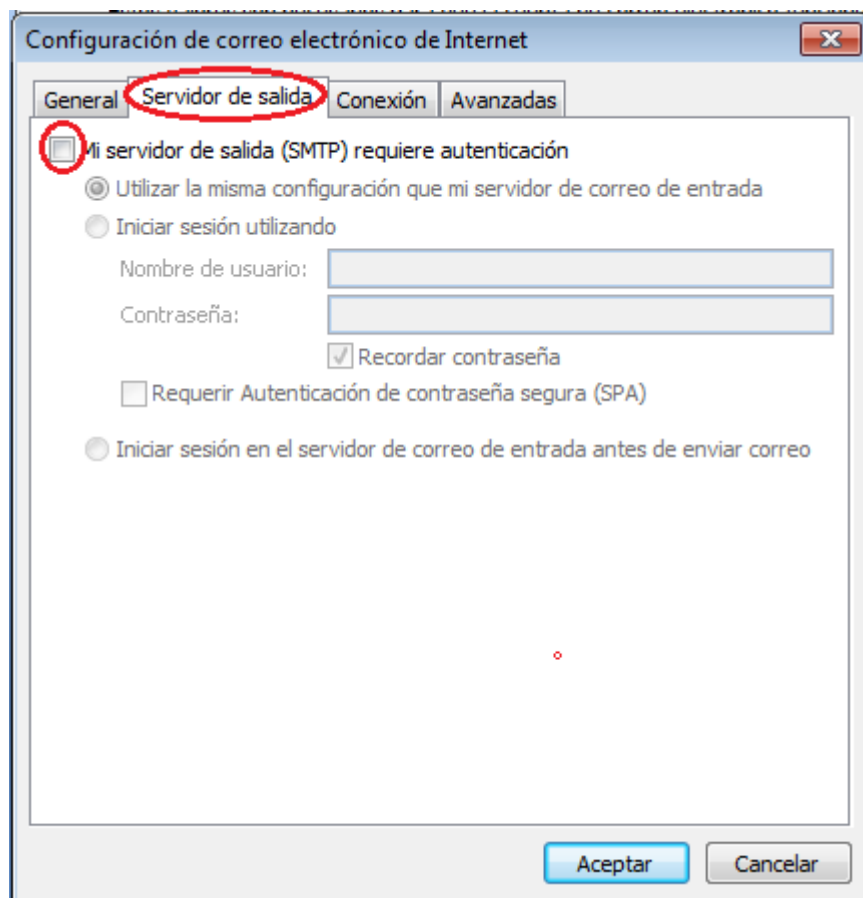 Configuración de correo electrónico de Internet
General Servidor de salida Conexión Avanzadas
Mi servidor de salida (SMTP) requiere autenticación
Utilizar la misma configuración que mi servidor de correo de entrada
Iniciar sesión utilizando
Nombre de usuario:
Contraseña:
Recordar contraseña
Requerir Autenticación de contraseña segura (SPA)
Iniciar sesión en el servidor de correo de entrada antes de enviar correo
Aceptar Cancelar